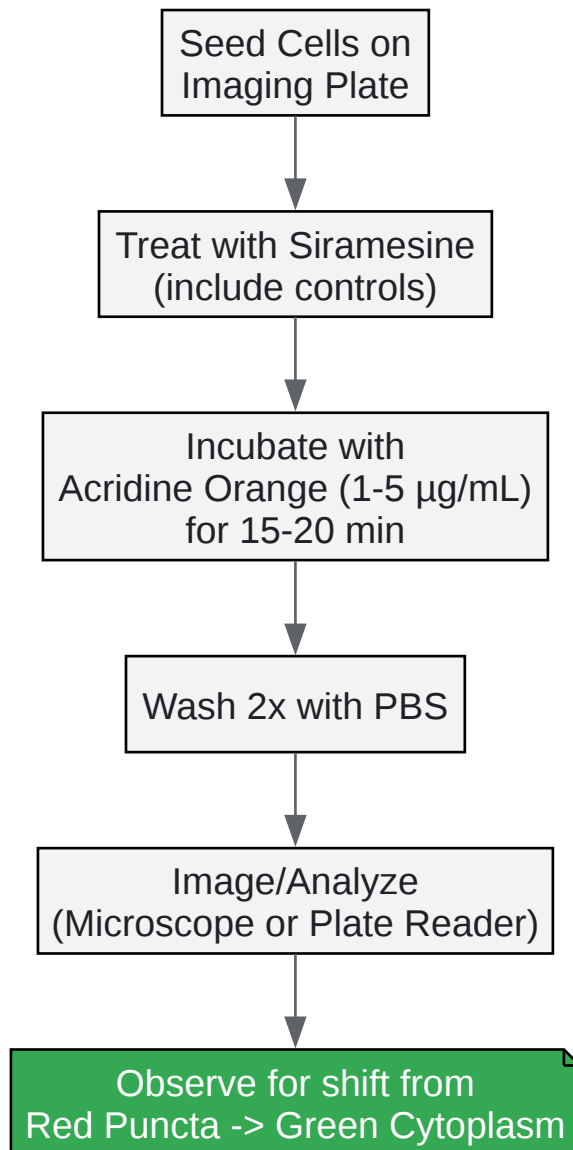 Seed Cells on
Imaging Plate
Treat with Siramesine
(include controls)
Incubate with
Acridine Orange (1-5 µg/mL)
for 15-20 min
Wash 2x with PBS
Image/Analyze
(Microscope or Plate Reader)
Observe for shift from
Red Puncta -> Green Cytoplasm